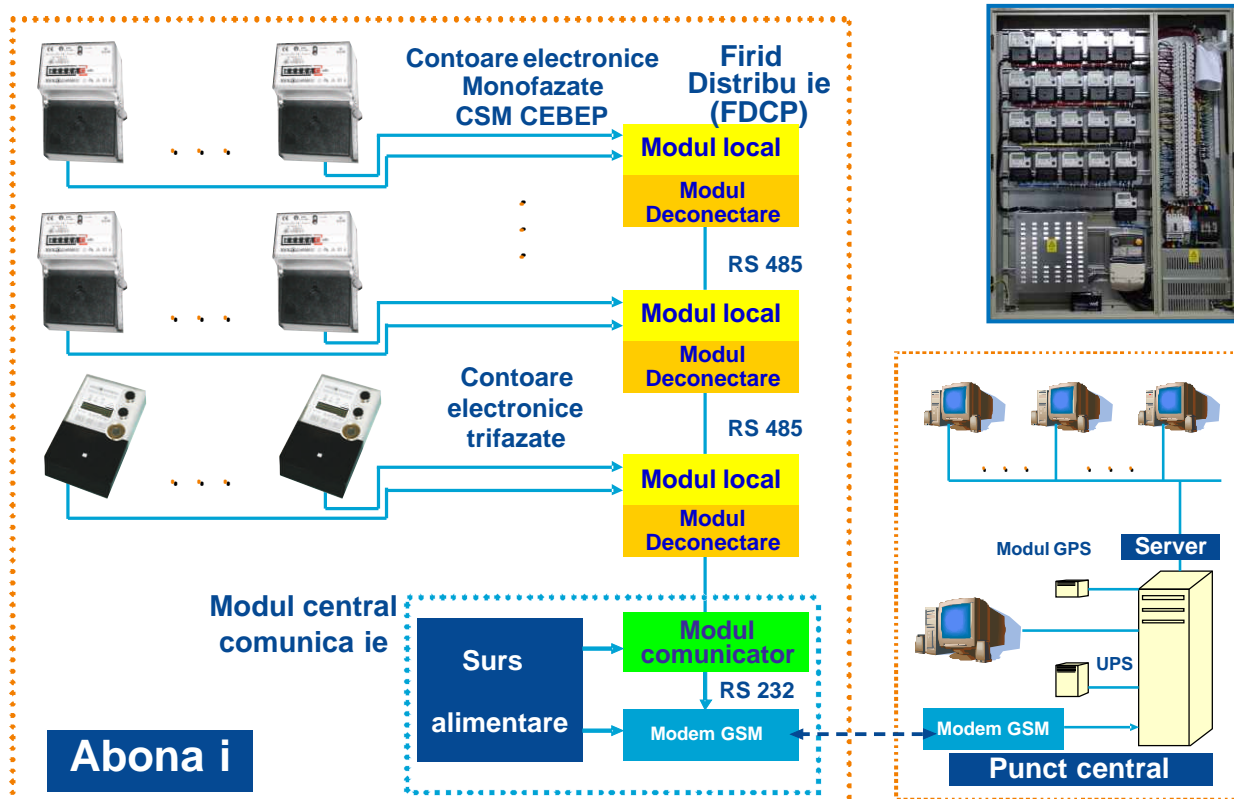 Contoare electronice
Monofazate
CSM CEBEP
Firid
Distribu ie
(FDCP)
Modul local
Modul
Deconectare
RS 485
Modul local
Modul
Deconectare
Contoare
electronice
trifazate
RS 485
Modul local
Modul
Deconectare
Modul central
comunica ie
Surs
alimentare
Modul
comunicator
RS 232
Modem GSM
Abona i
Modul GPS
Server
UPS
Modem GSM
Punct central